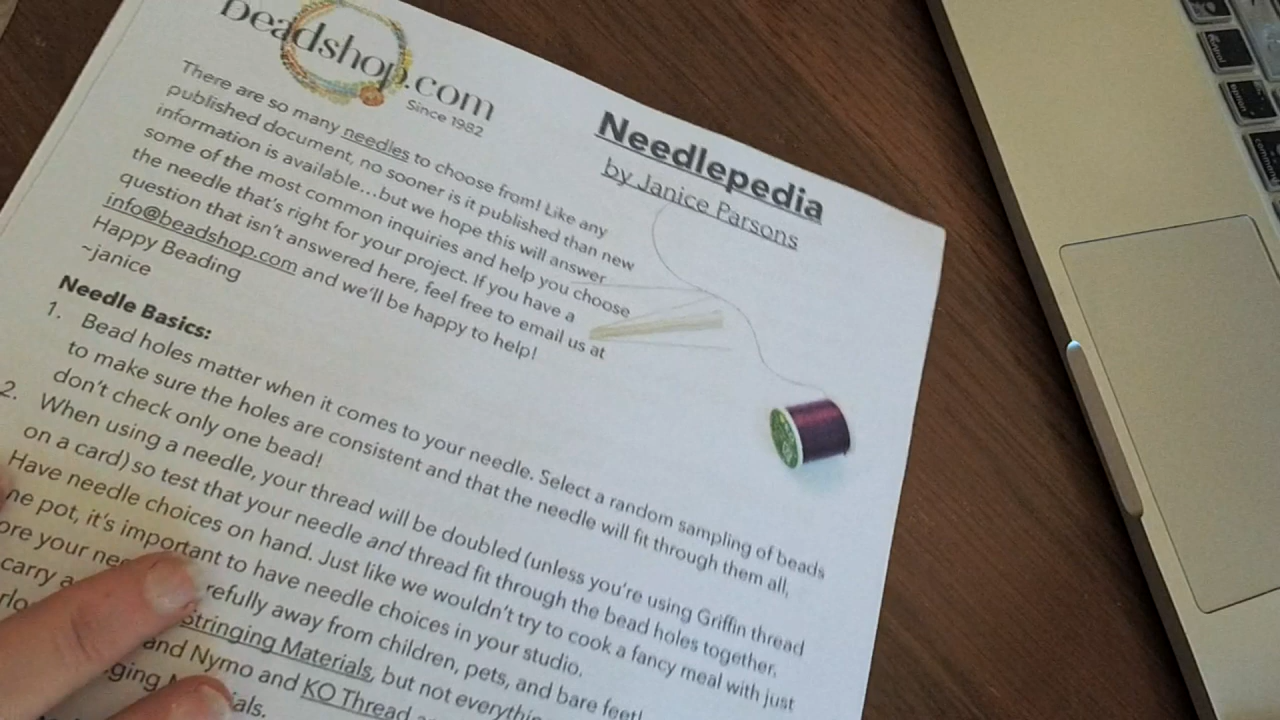 beadshop.com
Since 1982
Needlepedia
by Janice Parsons
There are so many needles to choose from! Like any
published document, no sooner is it published than new
information is available...but we hope this will answer
some of the most common inquiries and help you choose
the needle that's right for your project. If you have a
question that isn't answered here, feel free to email us at
info@beadshop.com and we'll be happy to help!
Happy Beading
~janice
Needle Basics:
1. Bead holes matter when it comes to your needle. Select a random sampling of beads
to make sure the holes are consistent and that the needle will fit through them all,
don't check only one bead!
2. When using a needle, your thread will be doubled (unless you're using Griffin thread
on a card) so test that your needle and thread fit through the bead holes together.
Have needle choices on hand. Just like we wouldn't try to cook a fancy meal with just
ne pot, it's important to have needle choices in your studio.
ore your nee refully away from children, pets, and bare feet!
carry a Stringing Materials, but not everythin
rlo and Nymo and KO Thread
ging als.